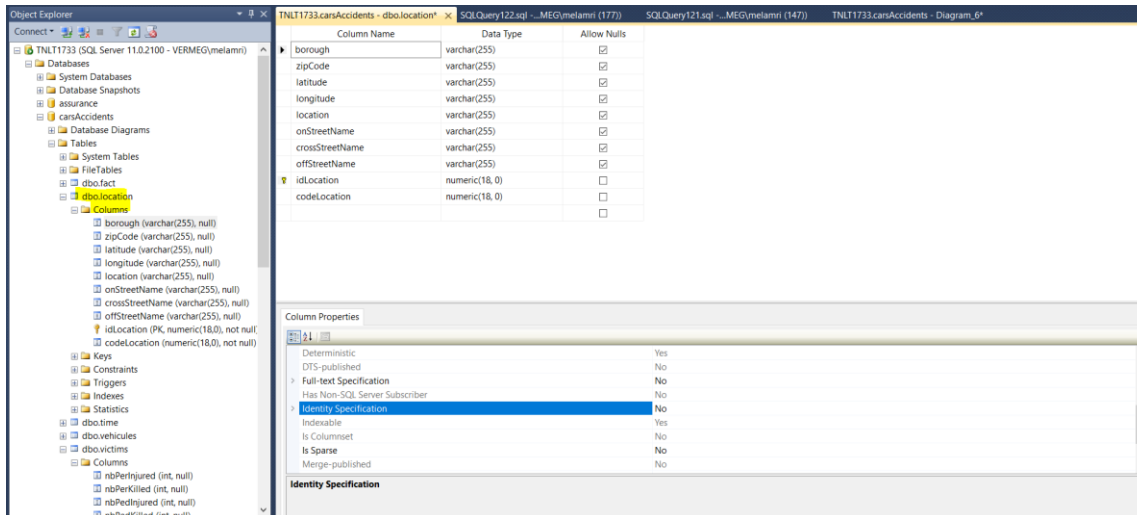 Object Explorer
Connect
TNLT1733 (SQL Server 11.0.2100 - VERMEG\melamri)
Databases
System Databases
Database Snapshots
assurance
carsAccidents
Database Diagrams
Tables
System Tables
FileTables
dbo.fact
dbo.location
Columns
borough (varchar(255), null)
zipCode (varchar(255), null)
latitude (varchar(255), null)
longitude (varchar(255), null)
location (varchar(255), null)
onStreetName (varchar(255), null)
crossStreetName (varchar(255), null)
offStreetName (varchar(255), null)
idLocation (PK, numeric(18,0), not null)
codeLocation (numeric(18,0), not null)
Keys
Constraints
Triggers
Indexes
Statistics
dbo.time
dbo.vehicules
dbo.victims
Columns
nbPerInjured (int, null)
nbPerKilled (int, null)
nbPedInjured (int, null)
nbPedKilled (int, null)
TNLT1733.carsAccidents - dbo.location* SQLQuery122.sql -...MEG\melamri (177)) SQLQuery121.sql -...MEG\melamri (147)) TNLT1733.carsAccidents - Diagram_6*
Column Name Data Type Allow Nulls
borough varchar(255)
zipCode varchar(255)
latitude varchar(255)
longitude varchar(255)
location varchar(255)
onStreetName varchar(255)
crossStreetName varchar(255)
offStreetName varchar(255)
idLocation numeric(18, 0)
codeLocation numeric(18, 0)
Column Properties
Deterministic Yes
DTS-published No
Full-text Specification No
Has Non-SQL Server Subscriber No
Identity Specification No
Indexable Yes
Is Columnset No
Is Sparse No
Merge-published No
Identity Specification